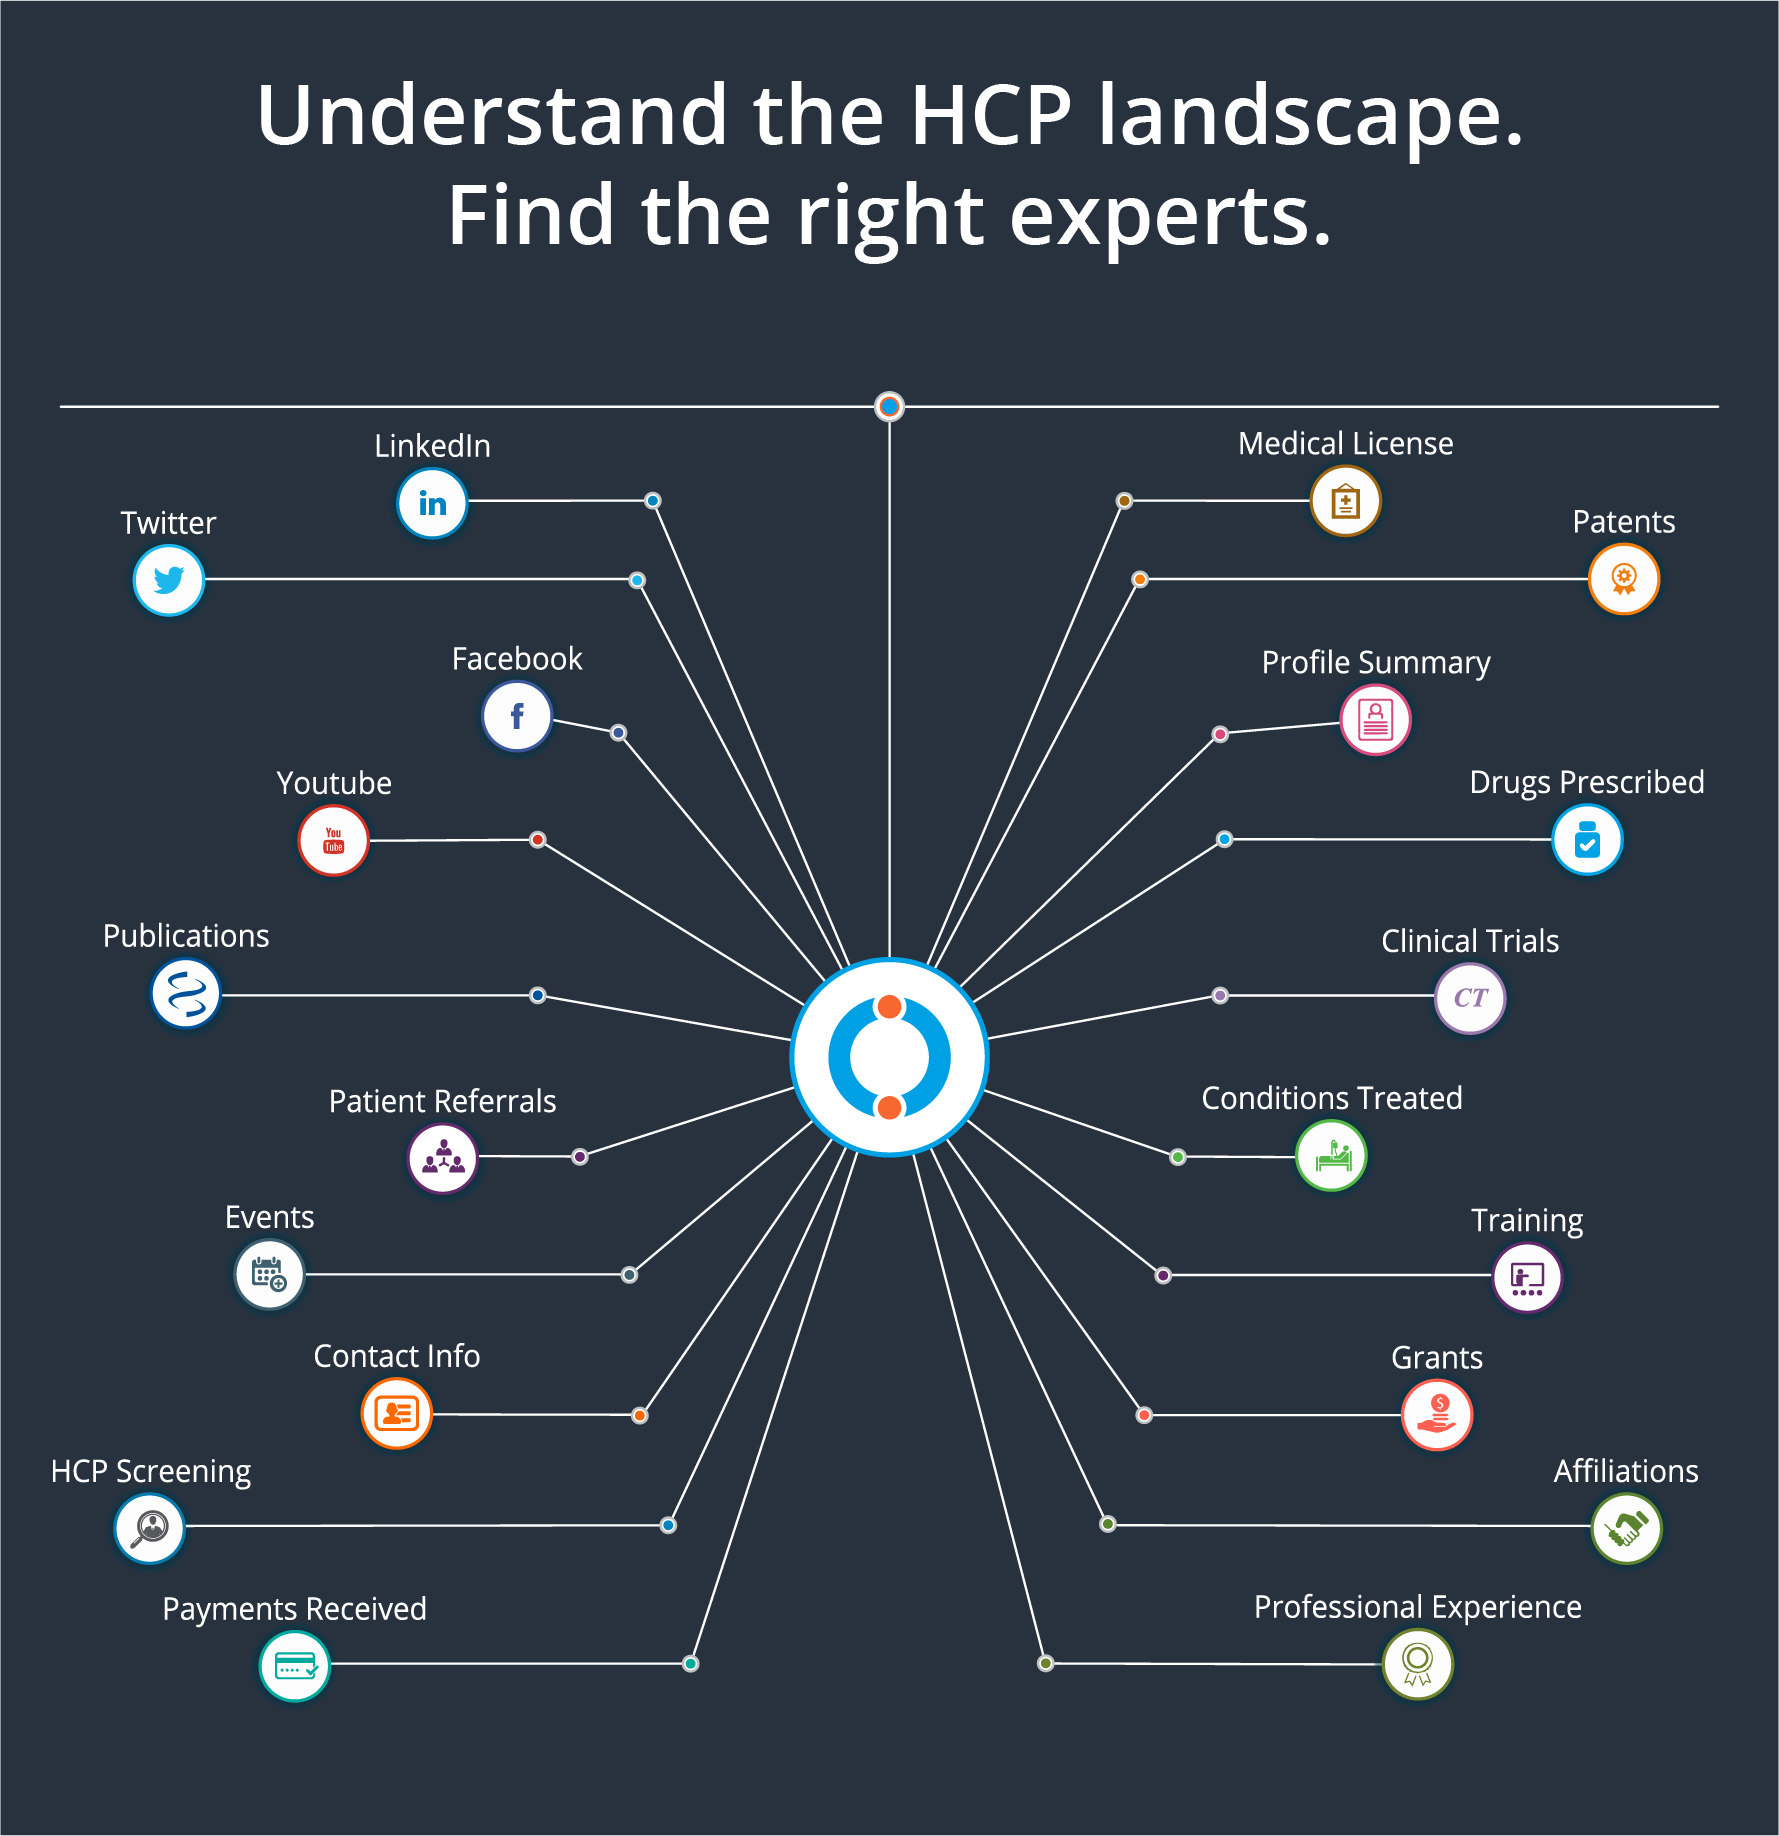 Understand the HCP landscape.
Find the right experts.
LinkedIn
in
Twitter
Facebook
f
Youtube
You
Tube
Publications
Patient Referrals
Events
Contact Info
HCP Screening
Payments Received
Medical License
Patents
Profile Summary
Drugs Prescribed
Clinical Trials
CT
Conditions Treated
Training
Grants
$
Affiliations
Professional Experience